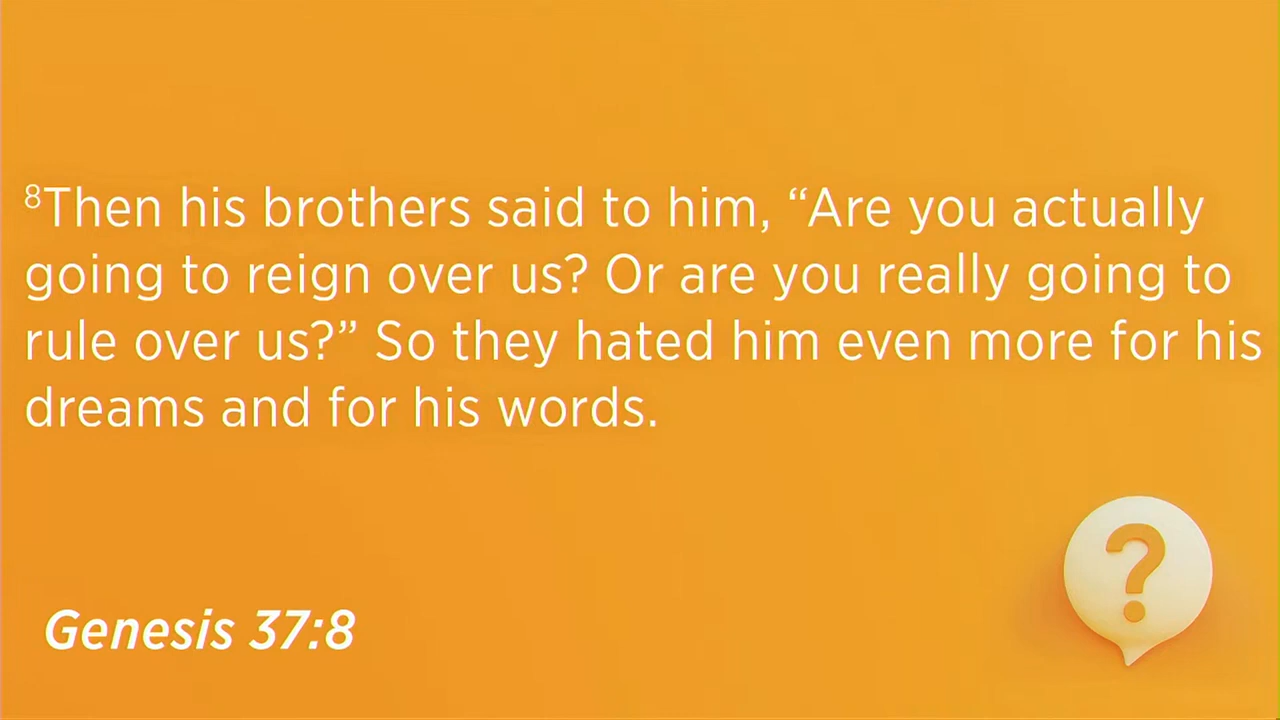 ⁸Then his brothers said to him, “Are you actually
going to reign over us? Or are you really going to
rule over us?” So they hated him even more for his
dreams and for his words.
Genesis 37:8
?